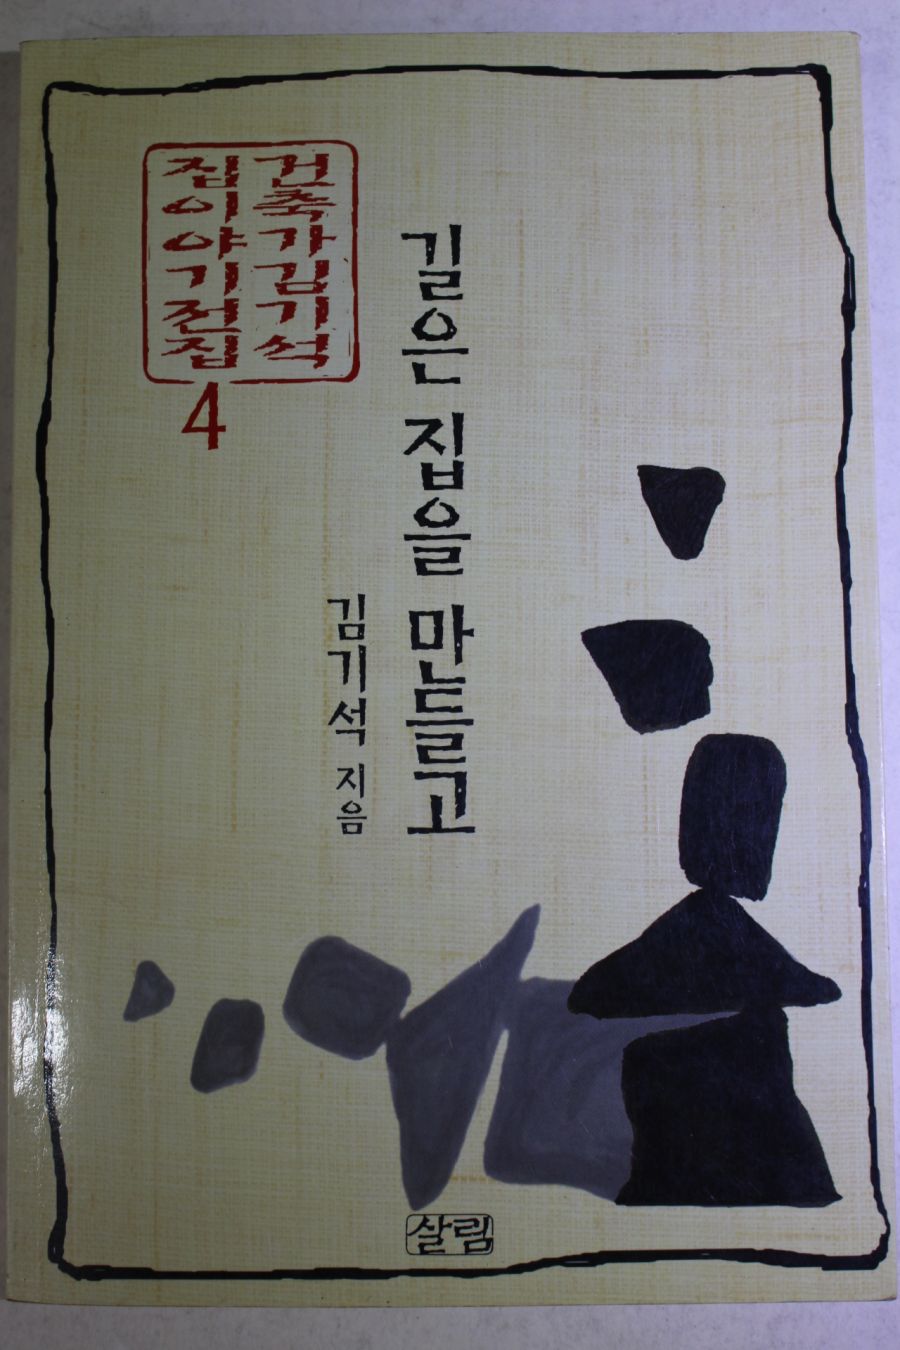 건축가김기석
집이야기전집
4
길은 집을 만들고
김기석 지음
살림